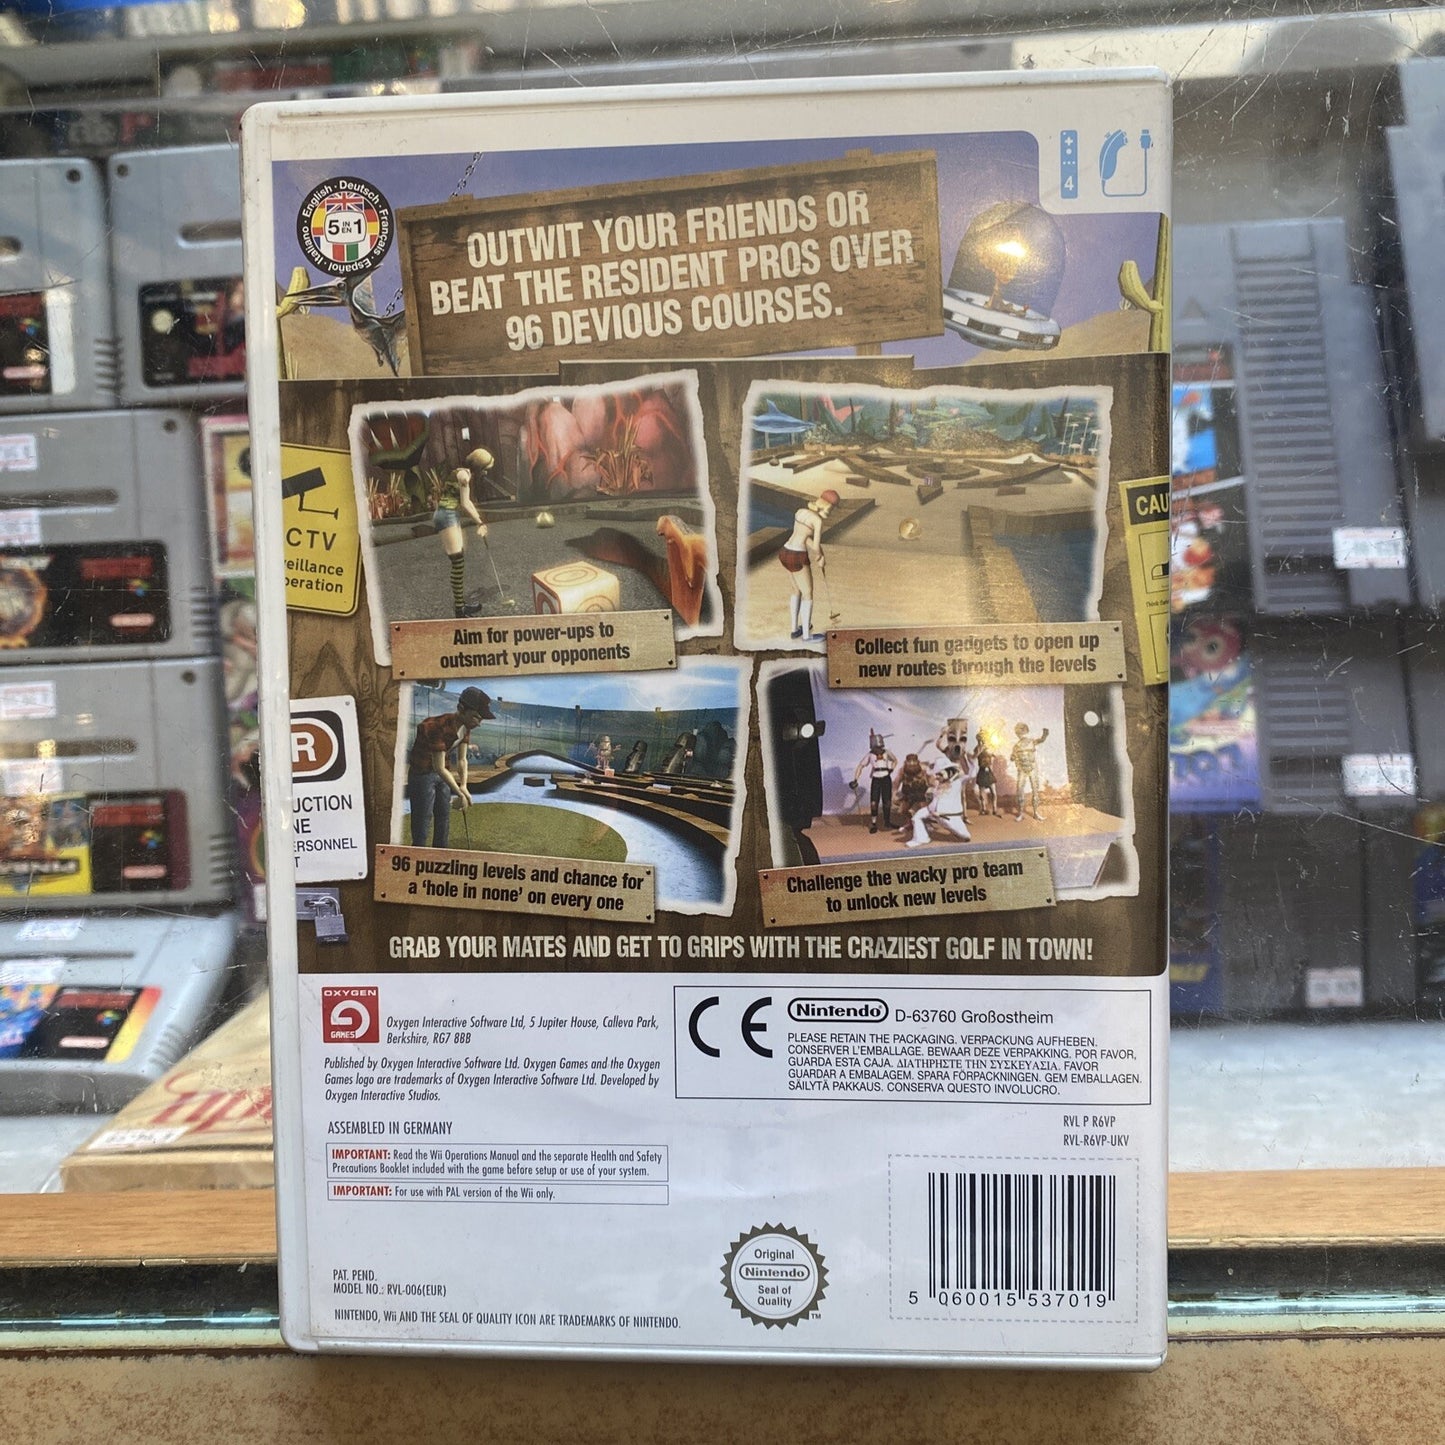 English · Deutsch · Français · Español · Italiano ·
5 IN EN 1
4
OUTWIT YOUR FRIENDS OR
BEAT THE RESIDENT PROS OVER
96 DEVIOUS COURSES.
CTV
veillance
peration
CAU
Aim for power-ups to
outsmart your opponents
Collect fun gadgets to open up
new routes through the levels
R
UCTION
NE
ERSONNEL
T
96 puzzling levels and chance for
a ‘hole in none’ on every one
Challenge the wacky pro team
to unlock new levels
GRAB YOUR MATES AND GET TO GRIPS WITH THE CRAZIEST GOLF IN TOWN!
OXYGEN
GAMES
Oxygen Interactive Software Ltd, 5 Jupiter House, Calleva Park,
Berkshire, RG7 8BB
Published by Oxygen Interactive Software Ltd. Oxygen Games and the Oxygen
Games logo are trademarks of Oxygen Interactive Software Ltd. Developed by
Oxygen Interactive Studios.
CE
Nintendo® D-63760 Großostheim
PLEASE RETAIN THE PACKAGING. VERPACKUNG AUFHEBEN.
CONSERVER L'EMBALLAGE. BEWAAR DEZE VERPAKKING. POR FAVOR,
GUARDA ESTA CAJA. ΔΙΑΤΗΡΗΣΤΕ ΤΗΝ ΣΥΣΚΕΥΑΣΙΑ. FAVOR
GUARDAR A EMBALAGEM. SPARA FÖRPACKNINGEN. GEM EMBALLAGEN.
SÄILYTÄ PAKKAUS. CONSERVA QUESTO INVOLUCRO.
RVL P R6VP
RVL-R6VP-UKV
ASSEMBLED IN GERMANY
IMPORTANT: Read the Wii Operations Manual and the separate Health and Safety
Precautions Booklet included with the game before setup or use of your system.
IMPORTANT: For use with PAL version of the Wii only.
PAT. PEND.
MODEL NO.: RVL-006(EUR)
NINTENDO, Wii AND THE SEAL OF QUALITY ICON ARE TRADEMARKS OF NINTENDO.
Original
Nintendo
Seal of
Quality
TM
5 060015 537019